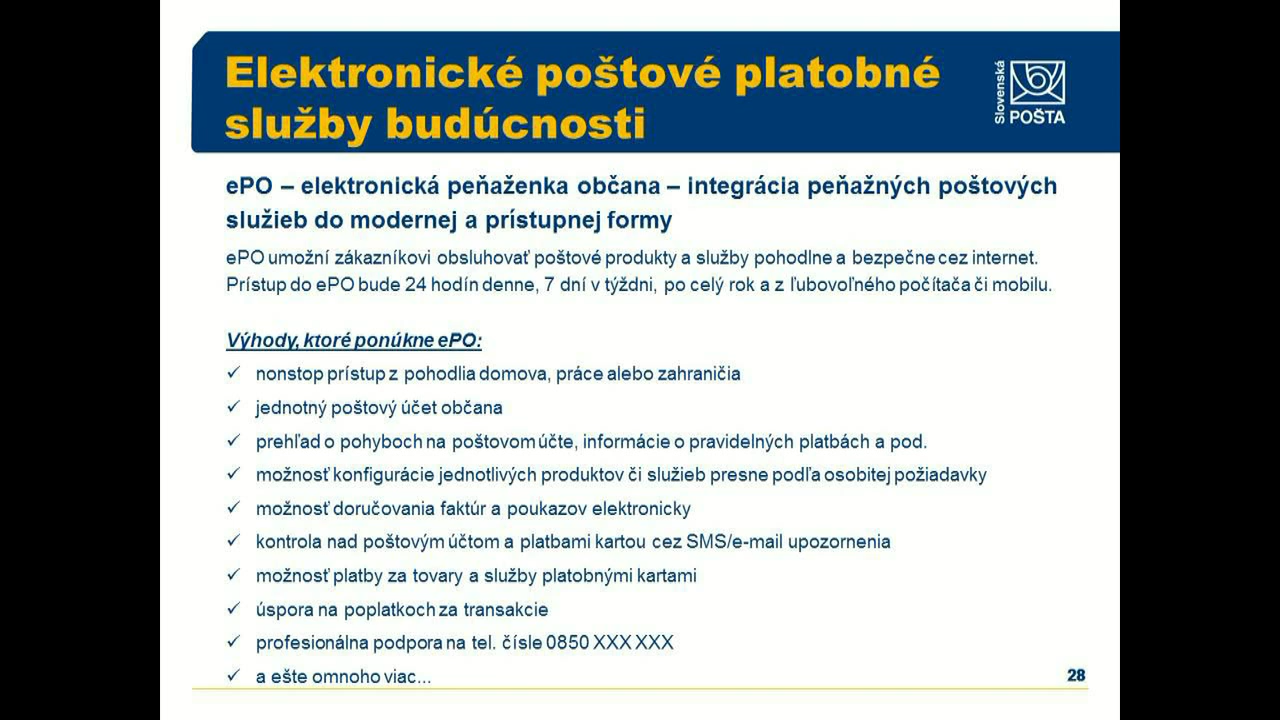 Elektronické poštové platobné
služby budúcnosti
Slovenská
POŠTA
ePO – elektronická peňaženka občana – integrácia peňažných poštových
služieb do modernej a prístupnej formy
ePO umožní zákazníkovi obsluhovať poštové produkty a služby pohodlne a bezpečne cez internet.
Prístup do ePO bude 24 hodín denne, 7 dní v týždni, po celý rok a z ľubovoľného počítača či mobilu.
Výhody, ktoré ponúkne ePO:
✓ nonstop prístup z pohodlia domova, práce alebo zahraničia
✓ jednotný poštový účet občana
✓ prehľad o pohyboch na poštovom účte, informácie o pravidelných platbách a pod.
✓ možnosť konfigurácie jednotlivých produktov či služieb presne podľa osobitej požiadavky
✓ možnosť doručovania faktúr a poukazov elektronicky
✓ kontrola nad poštovým účtom a platbami kartou cez SMS/e-mail upozornenia
✓ možnosť platby za tovary a služby platobnými kartami
✓ úspora na poplatkoch za transakcie
✓ profesionálna podpora na tel. čísle 0850 XXX XXX
✓ a ešte omnoho viac...
28